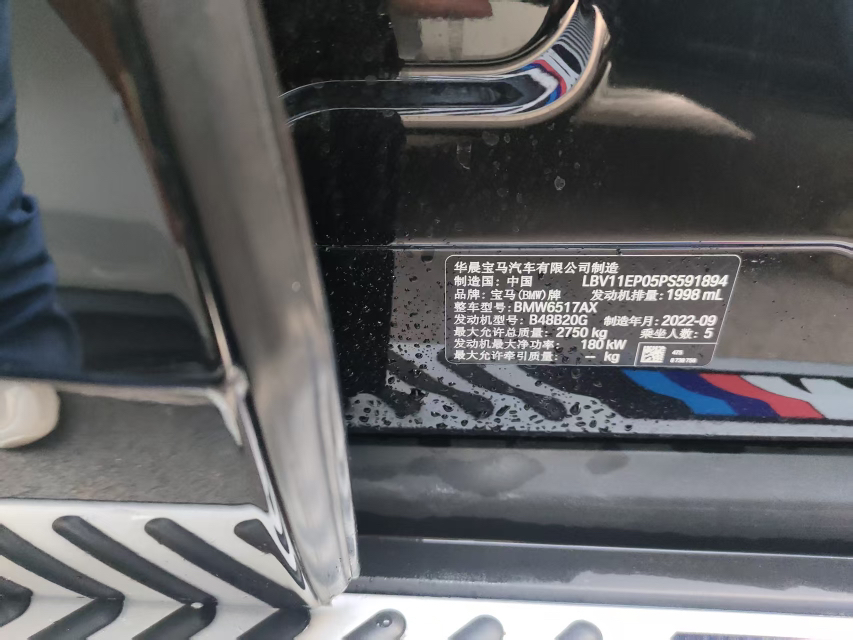 华晨宝马汽车有限公司制造
制造国：中国 LBV11EP05PS591894
品牌：宝马(BMW)牌 发动机排量：1998 mL
整车型号：BMW6517AX
发动机型号：B48B20G 制造年月：2022-09
最大允许总质量：2750 kg 乘坐人数：5
发动机最大净功率：180 kW
最大允许牵引质量：— kg